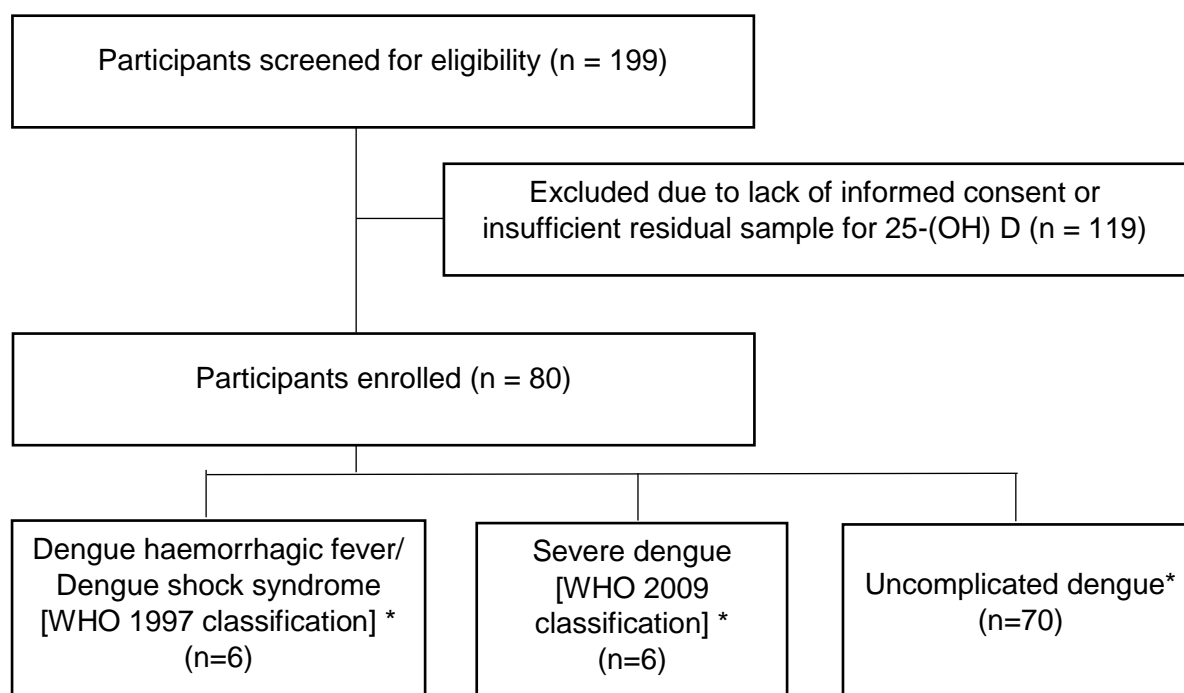 Participants screened for eligibility (n = 199)
Excluded due to lack of informed consent or
insufficient residual sample for 25-(OH) D (n = 119)
Participants enrolled (n = 80)
Dengue haemorrhagic fever/
Dengue shock syndrome
[WHO 1997 classification] *
(n=6)
Severe dengue
[WHO 2009
classification] *
(n=6)
Uncomplicated dengue*
(n=70)